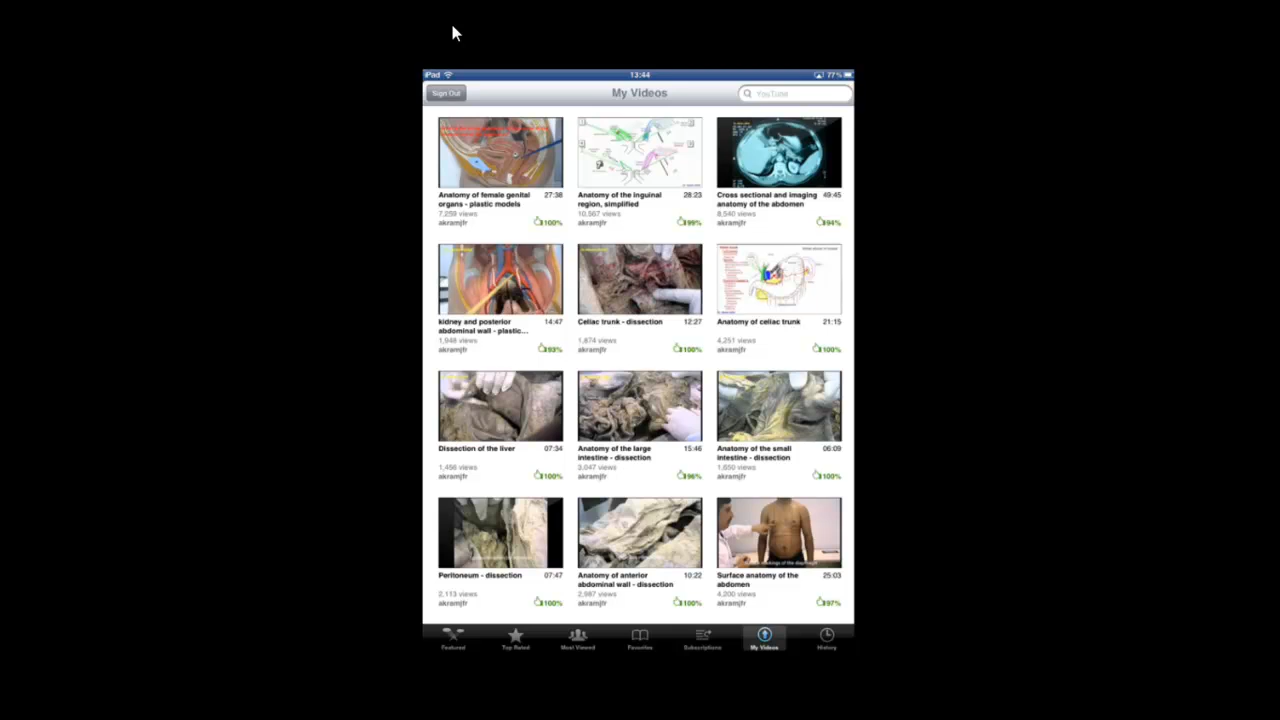 iPad 13:44 77%
Sign Out My Videos YouTube
Anatomy of female genital organs - plastic models 27:38
7,259 views
akramjfr 100%
Anatomy of the inguinal region, simplified 28:23
10,567 views
akramjfr 99%
Cross sectional and imaging anatomy of the abdomen 49:45
8,540 views
akramjfr 94%
kidney and posterior abdominal wall - plastic... 14:47
1,948 views
akramjfr 93%
Celiac trunk - dissection 12:27
1,874 views
akramjfr 100%
Anatomy of celiac trunk 21:15
4,251 views
akramjfr 100%
Dissection of the liver 07:34
1,456 views
akramjfr 100%
Anatomy of the large intestine - dissection 15:46
3,047 views
akramjfr 96%
Anatomy of the small intestine - dissection 06:09
1,650 views
akramjfr 100%
Peritoneum - dissection 07:47
2,113 views
akramjfr 100%
Anatomy of anterior abdominal wall - dissection 10:22
2,987 views
akramjfr 100%
Surface anatomy of the abdomen 25:03
4,200 views
akramjfr 97%
Featured Top Rated Most Viewed Favorites Subscriptions My Videos History